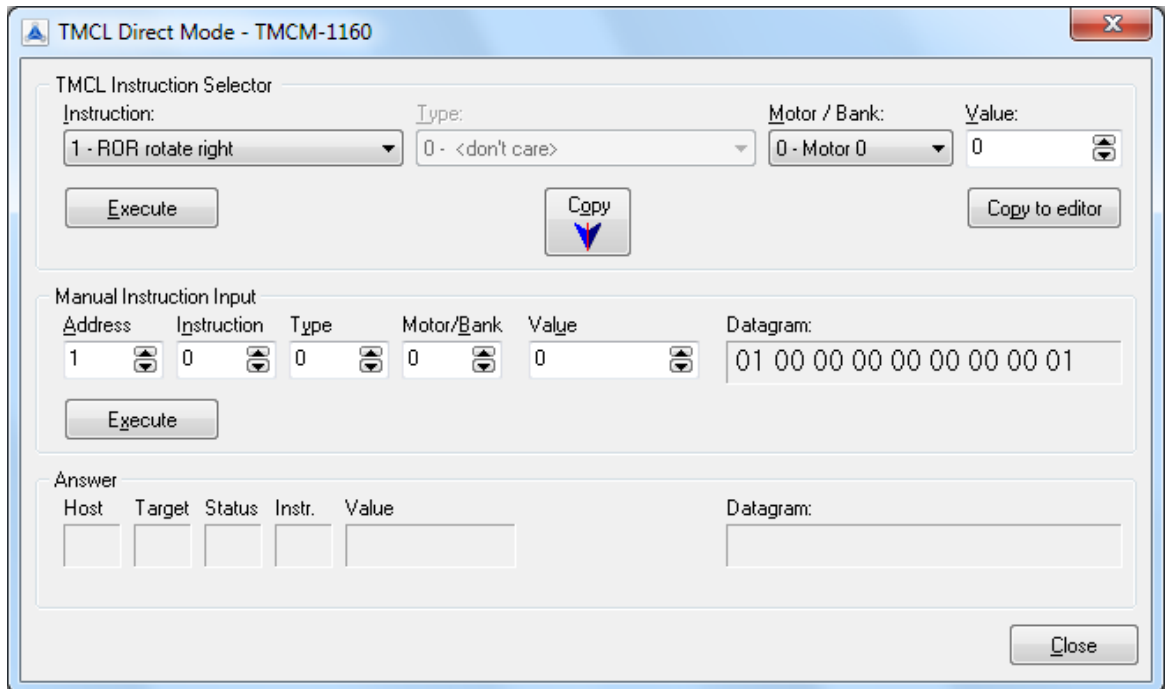 TMCL Direct Mode - TMCM-1160
TMCL Instruction Selector
Instruction: Type: Motor / Bank: Value:
1 - ROR rotate right 0 - <don't care> 0 - Motor 0 0
Execute Copy Copy to editor
Manual Instruction Input
Address Instruction Type Motor/Bank Value Datagram:
1 0 0 0 0 01 00 00 00 00 00 00 00 01
Execute
Answer
Host Target Status Instr. Value Datagram:
Close